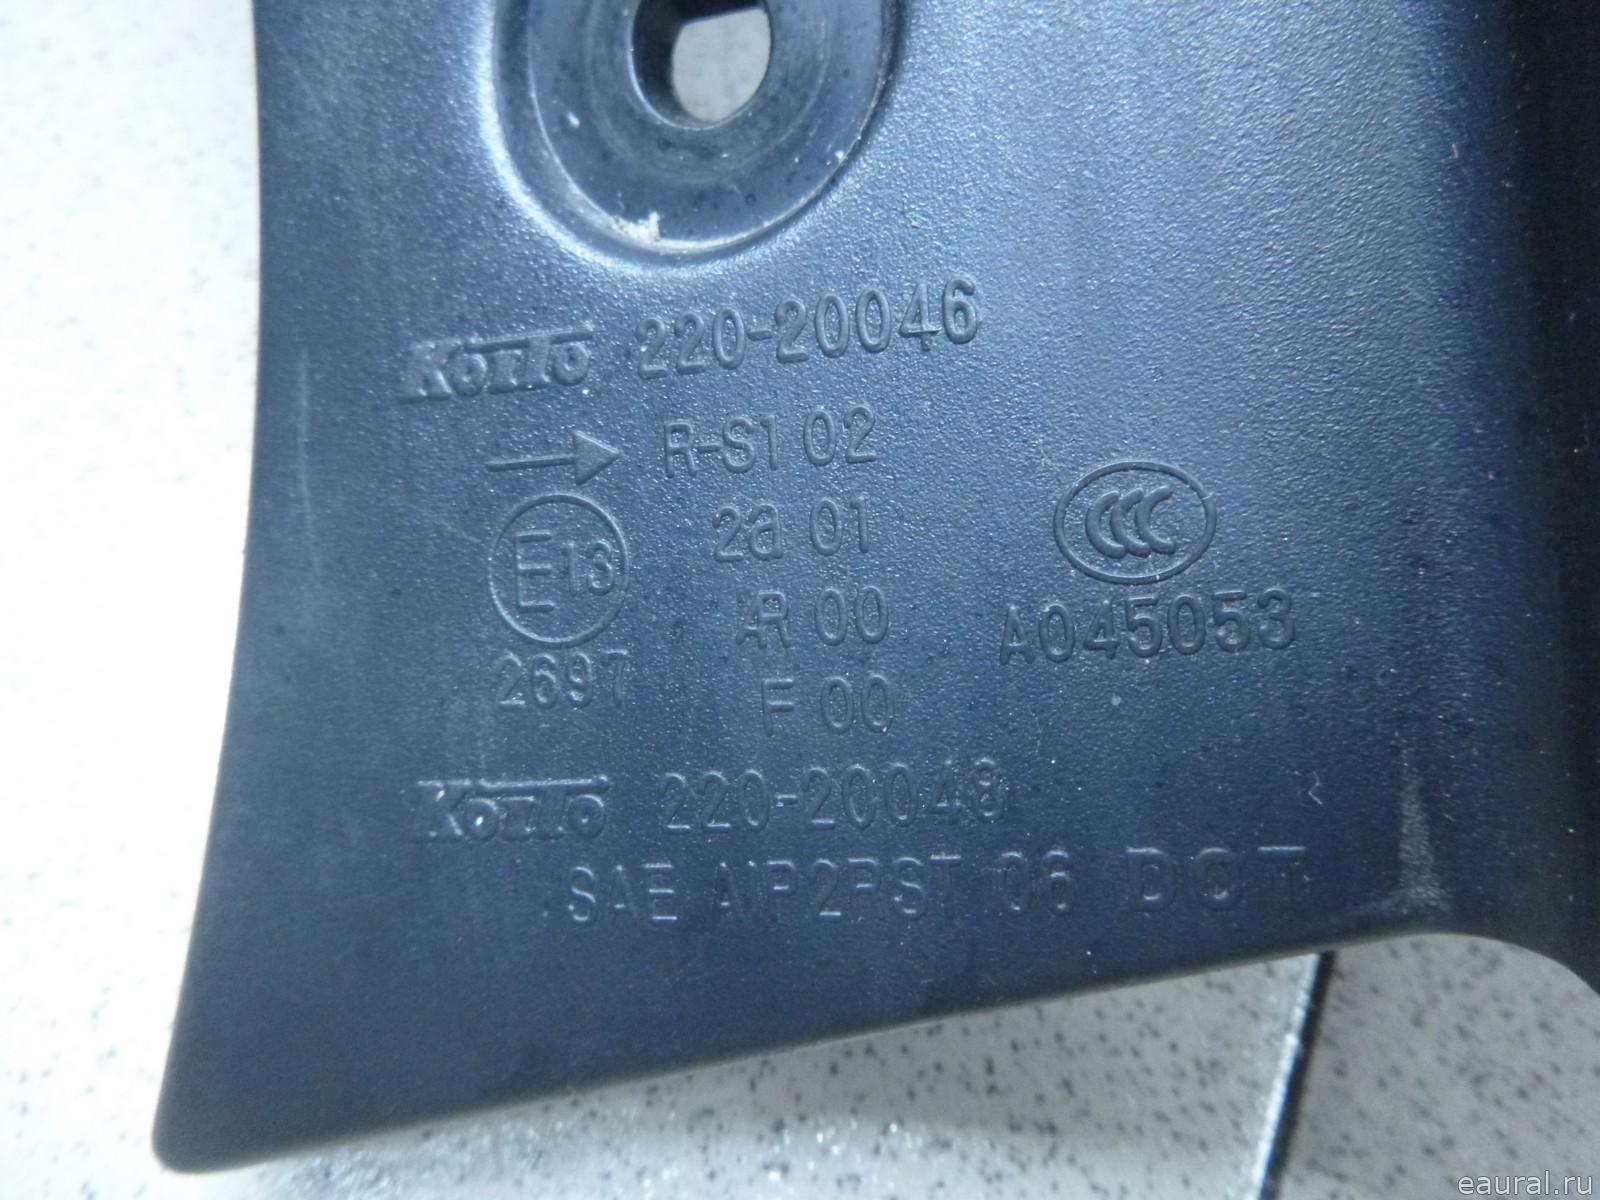 Koito 220-20046
→ R-S1 02
2a 01
E13
CCC
AR 00
A045053
2697
F 00
Koito 220-20048
SAE AIP2RST 06 DOT
eaural.ru